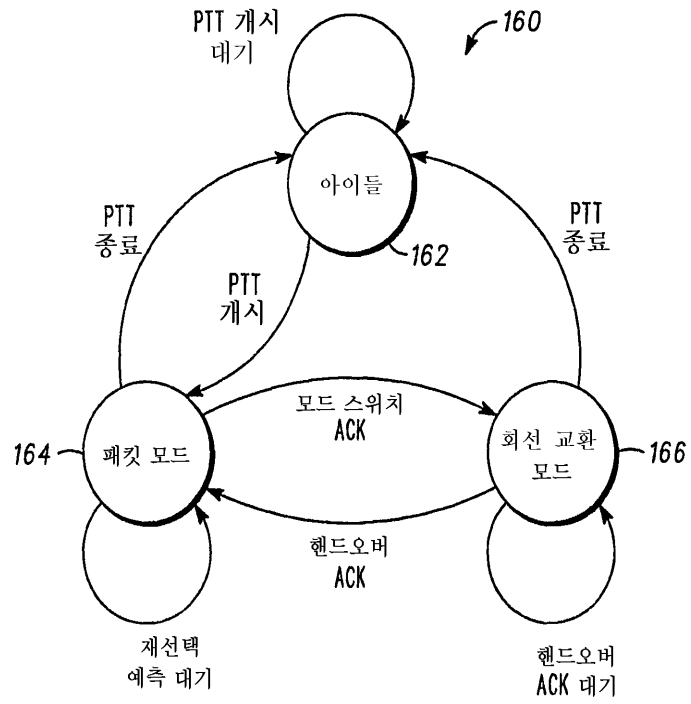 PTT 개시
대기
160
아이들
162
PTT
종료
PTT
종료
PTT
개시
모드 스위치
ACK
164
패킷 모드
회선 교환
모드
166
핸드오버
ACK
재선택
예측 대기
핸드오버
ACK 대기